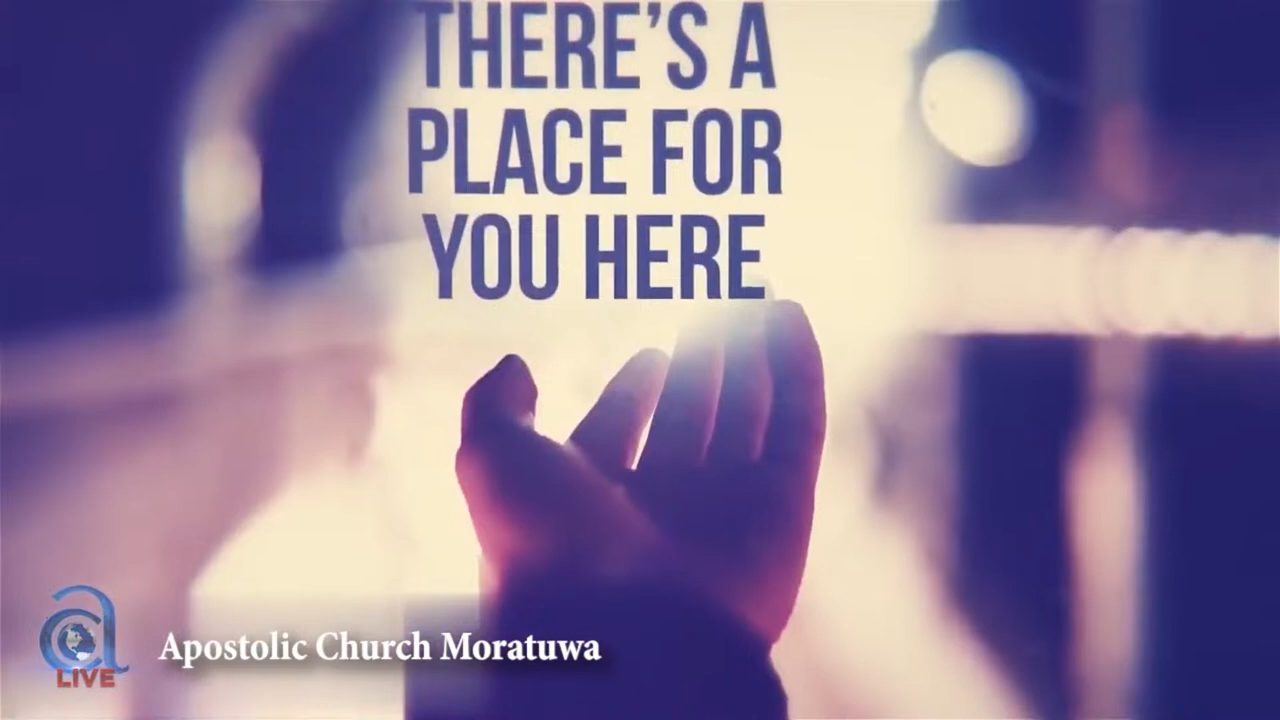 THERE'S A
PLACE FOR
YOU HERE
Apostolic Church Moratuwa
a
LIVE